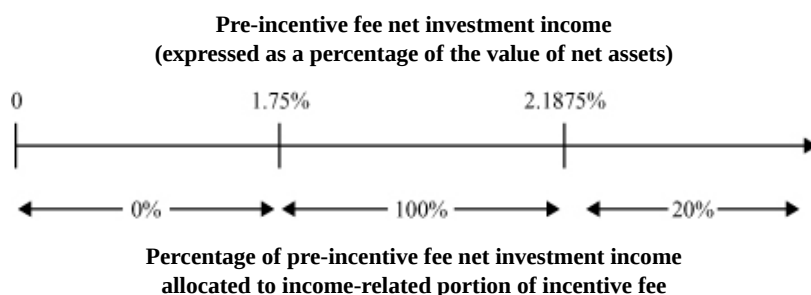 Pre-incentive fee net investment income
(expressed as a percentage of the value of net assets)
0 1.75% 2.1875%
0% 100% 20%
Percentage of pre-incentive fee net investment income
allocated to income-related portion of incentive fee